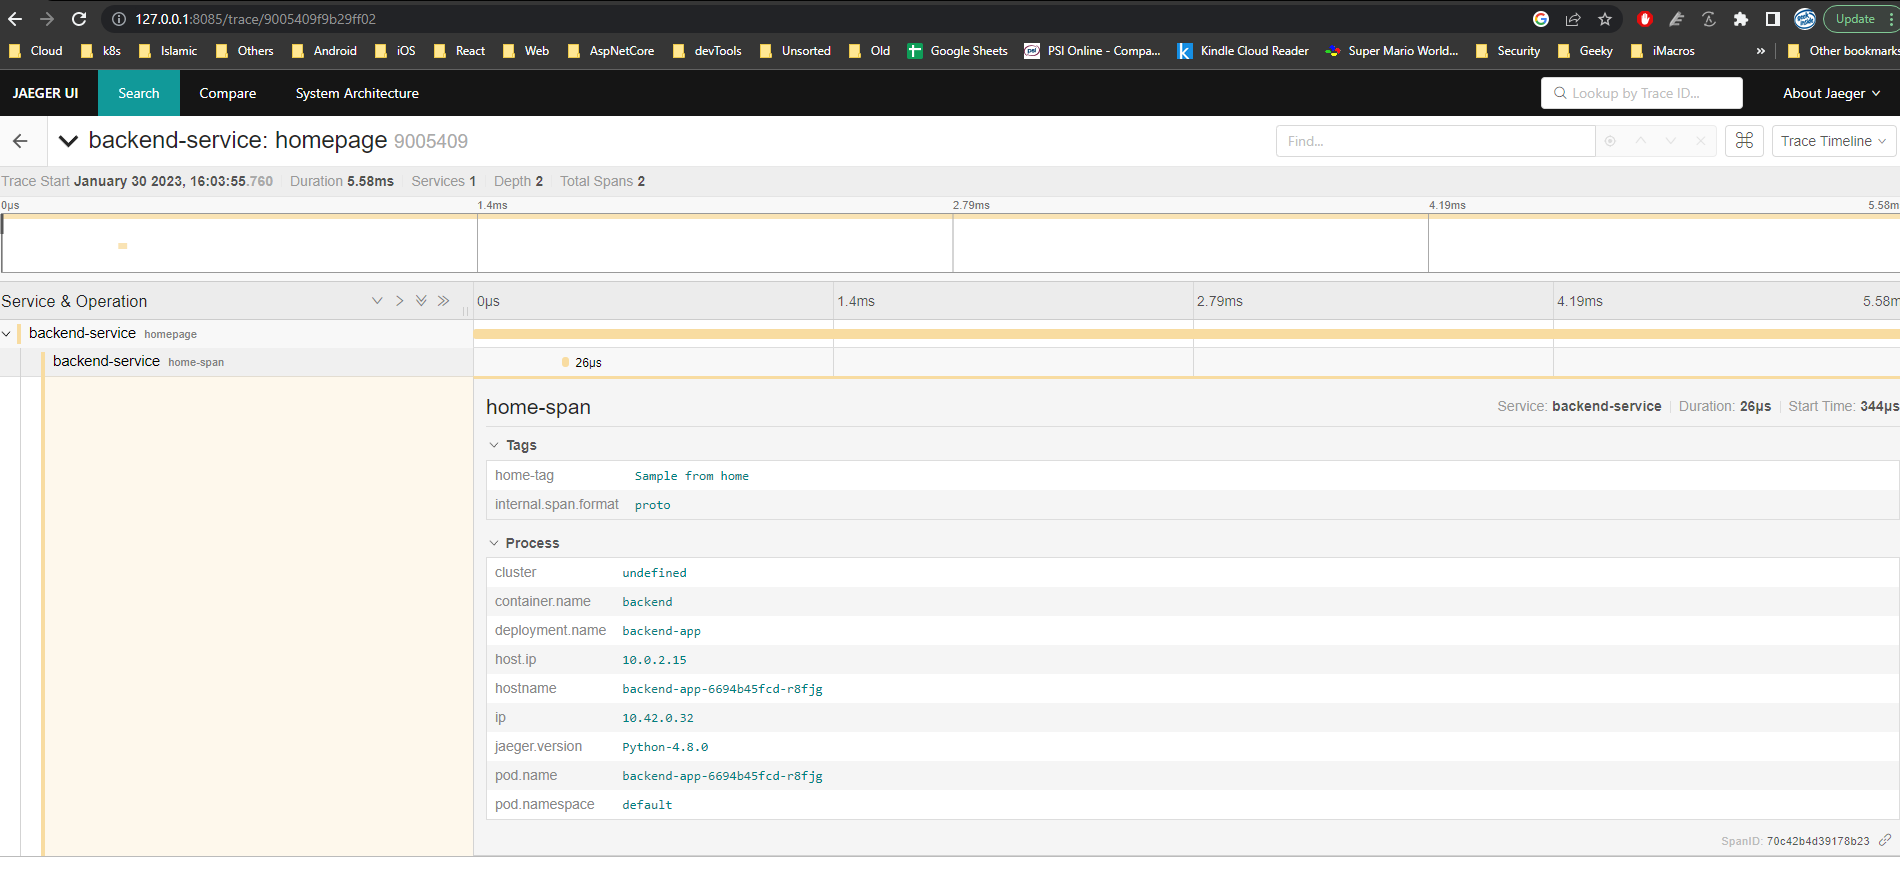 127.0.0.1:8085/trace/9005409f9b29ff02 Update
Cloud k8s Islamic Others Android iOS React Web AspNetCore devTools Unsorted Old Google Sheets PSI Online - Compa... Kindle Cloud Reader Super Mario World... Security Geeky iMacros » Other bookmarks
JAEGER UI Search Compare System Architecture Lookup by Trace ID... About Jaeger
backend-service: homepage 9005409 Find... Trace Timeline
Trace Start January 30 2023, 16:03:55.760 Duration 5.58ms Services 1 Depth 2 Total Spans 2
0μs 1.4ms 2.79ms 4.19ms 5.58m
Service & Operation 0μs 1.4ms 2.79ms 4.19ms 5.58m
backend-service homepage
backend-service home-span 26μs
home-span Service: backend-service Duration: 26μs Start Time: 344μs
Tags
home-tag Sample from home
internal.span.format proto
Process
cluster undefined
container.name backend
deployment.name backend-app
host.ip 10.0.2.15
hostname backend-app-6694b45fcd-r8fjg
ip 10.42.0.32
jaeger.version Python-4.8.0
pod.name backend-app-6694b45fcd-r8fjg
pod.namespace default
SpanID: 70c42b4d39178b23